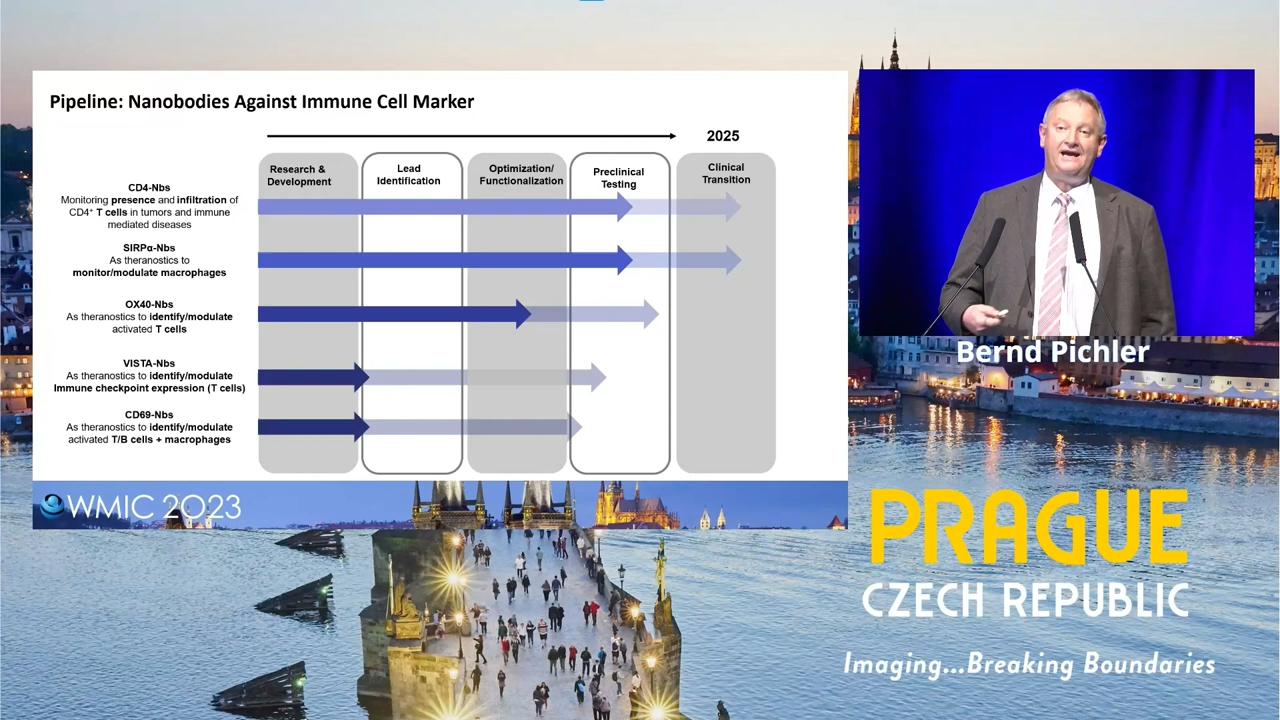 Pipeline: Nanobodies Against Immune Cell Marker
2025
Research &
Development
Lead
Identification
Optimization/
Functionalization
Preclinical
Testing
Clinical
Transition
CD4-Nbs
Monitoring presence and infiltration of
CD4⁺ T cells in tumors and immune
mediated diseases
SIRPα-Nbs
As theranostics to
monitor/modulate macrophages
OX40-Nbs
As theranostics to identify/modulate
activated T cells
VISTA-Nbs
As theranostics to identify/modulate
Immune checkpoint expression (T cells)
CD69-Nbs
As theranostics to identify/modulate
activated T/B cells + macrophages
WMIC 2023
Bernd Pichler
PRAGUE
CZECH REPUBLIC
Imaging...Breaking Boundaries